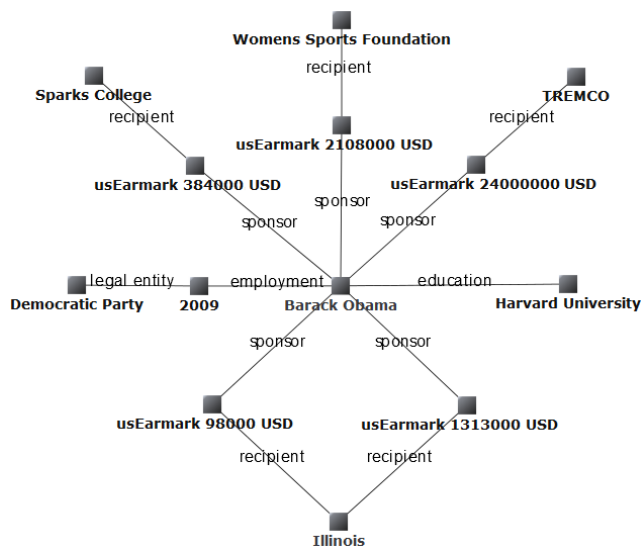 Womens Sports Foundation
recipient
Sparks College
TREMCO
recipient
recipient
usEarmark 2108000 USD
usEarmark 384000 USD
usEarmark 24000000 USD
sponsor
sponsor
sponsor
legal entity
employment
education
Democratic Party
2009
Barack Obama
Harvard University
sponsor
sponsor
usEarmark 98000 USD
usEarmark 1313000 USD
recipient
recipient
Illinois